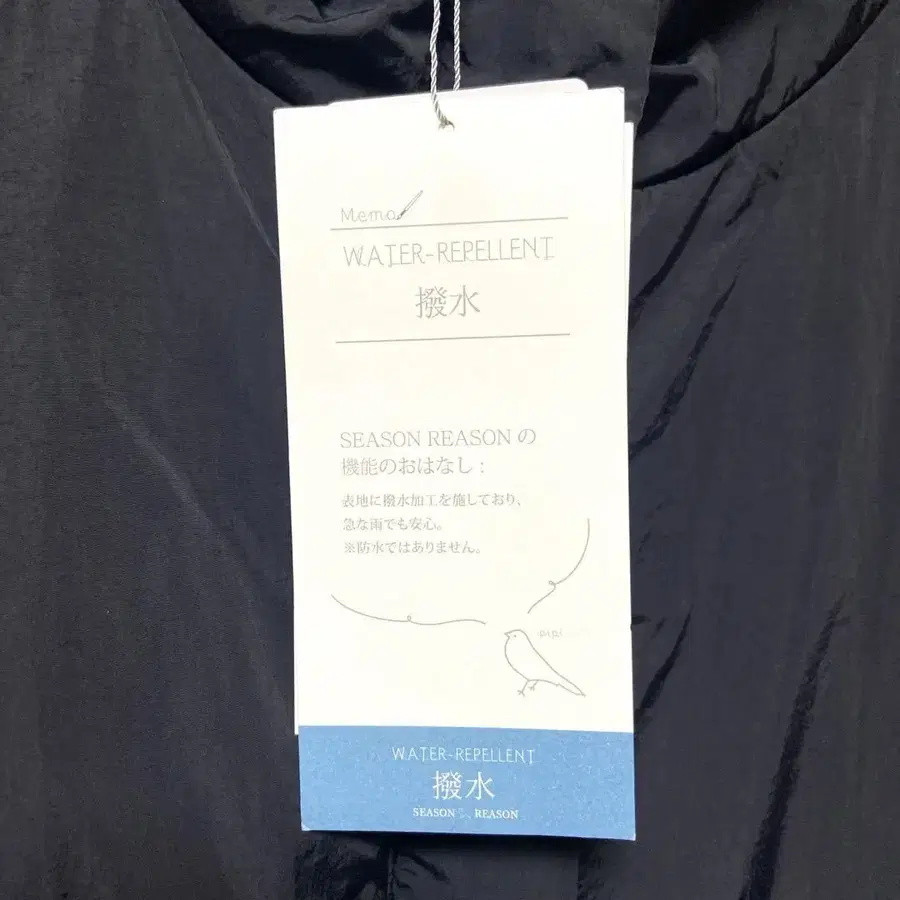 Memo
WATER-REPELLENT
撥水
SEASON REASON の
機能のおはなし：
表地に撥水加工を施しており、
急な雨でも安心。
※防水ではありません。
pipi
WATER-REPELLENT
撥水
SEASON REASON